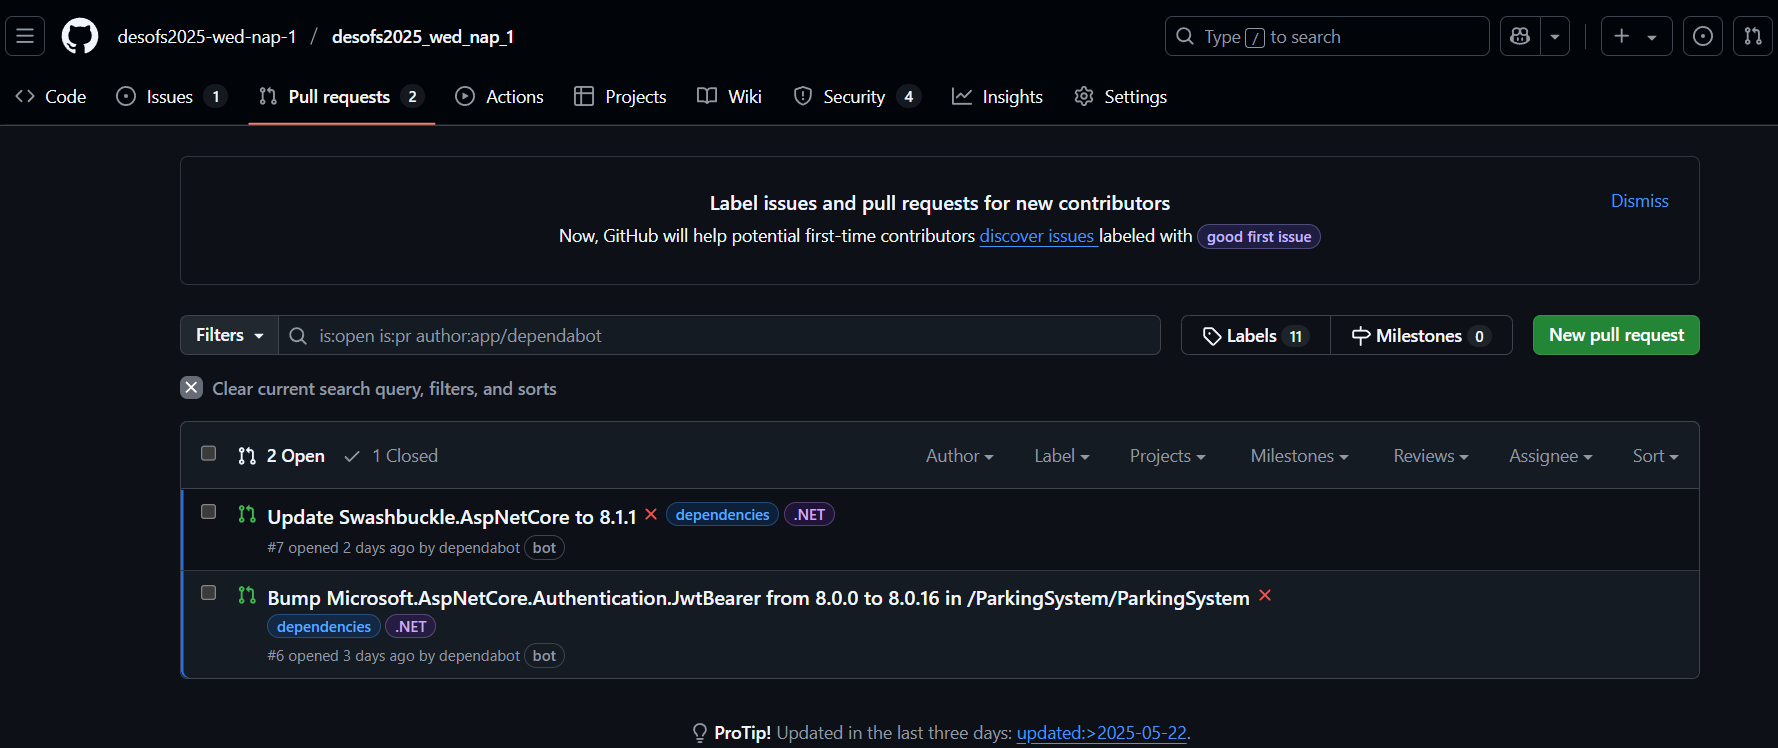 desofs2025-wed-nap-1 / desofs2025_wed_nap_1
Type / to search
Code Issues 1 Pull requests 2 Actions Projects Wiki Security 4 Insights Settings
Label issues and pull requests for new contributors
Dismiss
Now, GitHub will help potential first-time contributors discover issues labeled with good first issue
Filters is:open is:pr author:app/dependabot Labels 11 Milestones 0 New pull request
Clear current search query, filters, and sorts
2 Open 1 Closed Author Label Projects Milestones Reviews Assignee Sort
Update Swashbuckle.AspNetCore to 8.1.1 dependencies .NET
#7 opened 2 days ago by dependabot bot
Bump Microsoft.AspNetCore.Authentication.JwtBearer from 8.0.0 to 8.0.16 in /ParkingSystem/ParkingSystem
dependencies .NET
#6 opened 3 days ago by dependabot bot
ProTip! Updated in the last three days: updated:>2025-05-22.